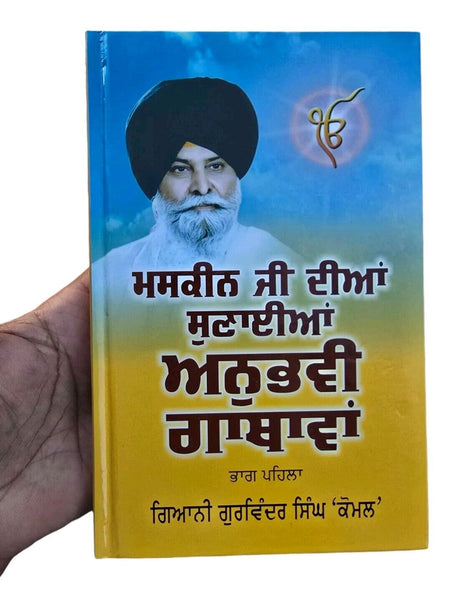 ੴ
ਮਸਕੀਨ ਜੀ ਦੀਆਂ
ਸੁਣਾਈਆਂ
ਅਨੁਭਵੀ
ਗਾਥਾਵਾਂ
ਭਾਗ ਪਹਿਲਾ
ਗਿਆਨੀ ਗੁਰਵਿੰਦਰ ਸਿੰਘ ‘ਕੋਮਲ’